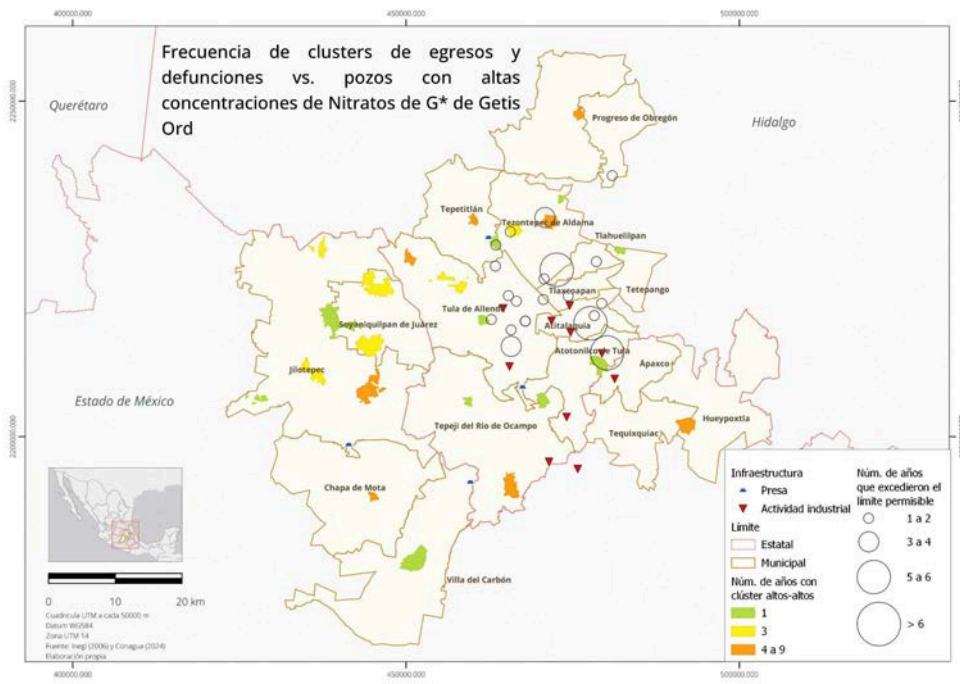 400000.000
450000.000
500000.000
Frecuencia de clusters de egresos y
defunciones vs. pozos con altas
concentraciones de Nitratos de G* de Getis
Ord
Querétaro
Hidalgo
2250000.000
Progreso de Obregón
Tepetitlán
Tezontepec de Aldama
Tlahuelilpan
Tlaxcoapan
Tetepango
Tula de Allende
Soyaniquilpan de Juárez
Atitalaquia
Atotonilco de Tula
Apaxco
Jilotepec
Estado de México
Tepeji del Río de Ocampo
Tequixquiac
Hueypoxtla
2200000.000
Chapa de Mota
Villa del Carbón
Infraestructura
Presa
Actividad industrial
Límite
Estatal
Municipal
Núm. de años con
clúster altos-altos
1
3
4 a 9
Núm. de años
que excedieron el
límite permisible
1 a 2
3 a 4
5 a 6
> 6
0 10 20 km
Cuadrícula UTM a cada 50000 m
Datum WGS84
Zona UTM 14
Fuente: Inegi (2006) y Conagua (2024)
Elaboración propia
400000.000
450000.000
500000.000